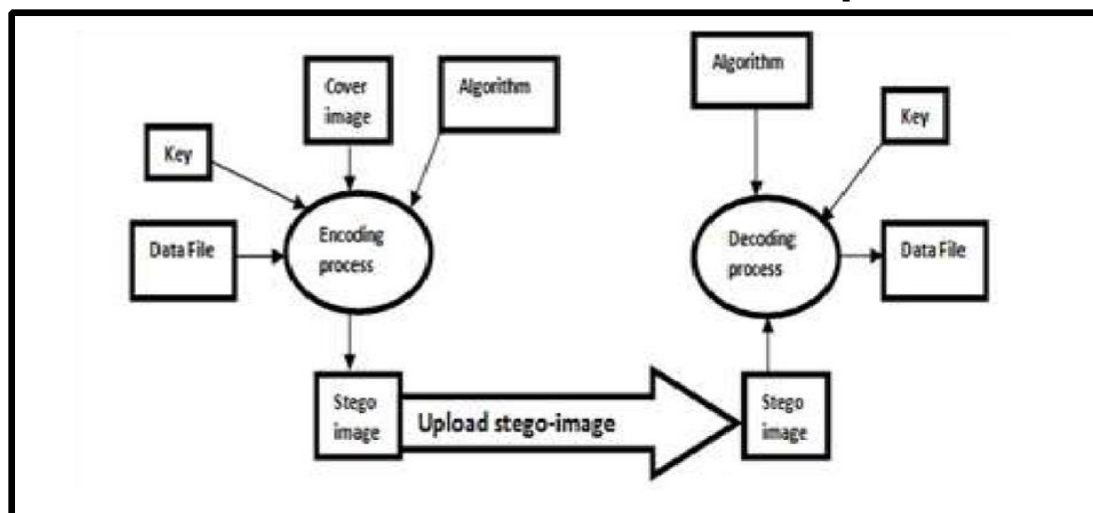 Cover
image
Algorithm
Key
Data File
Encoding
process
Stego
image
Upload stego-image
Algorithm
Key
Decoding
process
Data File
Stego
image